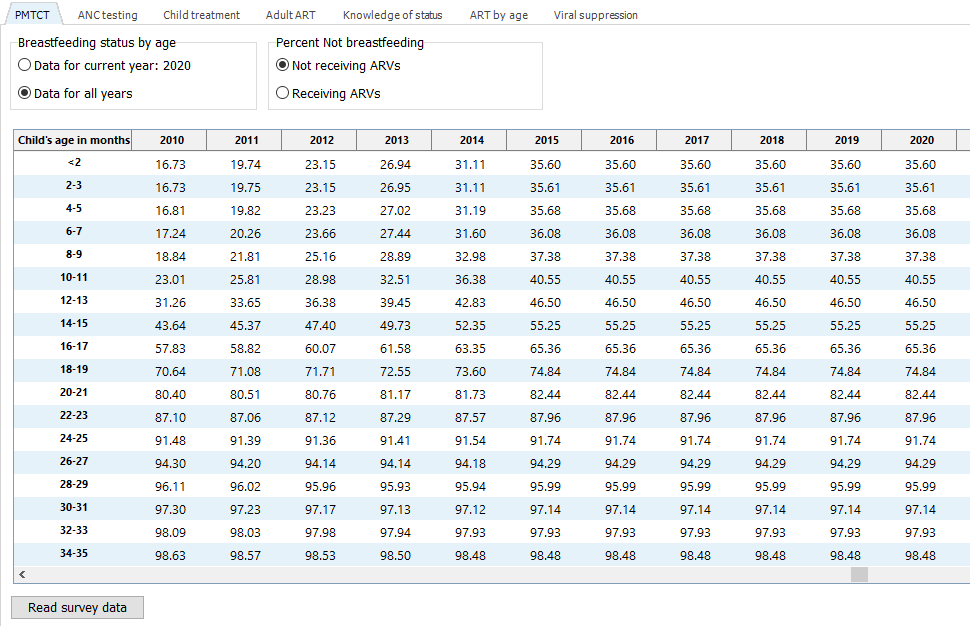 PMTCT ANC testing Child treatment Adult ART Knowledge of status ART by age Viral suppression
Breastfeeding status by age Percent Not breastfeeding
Data for current year: 2020 Not receiving ARVs
Data for all years Receiving ARVs
Child's age in months 2010 2011 2012 2013 2014 2015 2016 2017 2018 2019 2020
<2 16.73 19.74 23.15 26.94 31.11 35.60 35.60 35.60 35.60 35.60 35.60
2-3 16.73 19.75 23.15 26.95 31.11 35.61 35.61 35.61 35.61 35.61 35.61
4-5 16.81 19.82 23.23 27.02 31.19 35.68 35.68 35.68 35.68 35.68 35.68
6-7 17.24 20.26 23.66 27.44 31.60 36.08 36.08 36.08 36.08 36.08 36.08
8-9 18.84 21.81 25.16 28.89 32.98 37.38 37.38 37.38 37.38 37.38 37.38
10-11 23.01 25.81 28.98 32.51 36.38 40.55 40.55 40.55 40.55 40.55 40.55
12-13 31.26 33.65 36.38 39.45 42.83 46.50 46.50 46.50 46.50 46.50 46.50
14-15 43.64 45.37 47.40 49.73 52.35 55.25 55.25 55.25 55.25 55.25 55.25
16-17 57.83 58.82 60.07 61.58 63.35 65.36 65.36 65.36 65.36 65.36 65.36
18-19 70.64 71.08 71.71 72.55 73.60 74.84 74.84 74.84 74.84 74.84 74.84
20-21 80.40 80.51 80.76 81.17 81.73 82.44 82.44 82.44 82.44 82.44 82.44
22-23 87.10 87.06 87.12 87.29 87.57 87.96 87.96 87.96 87.96 87.96 87.96
24-25 91.48 91.39 91.36 91.41 91.54 91.74 91.74 91.74 91.74 91.74 91.74
26-27 94.30 94.20 94.14 94.14 94.18 94.29 94.29 94.29 94.29 94.29 94.29
28-29 96.11 96.02 95.96 95.93 95.94 95.99 95.99 95.99 95.99 95.99 95.99
30-31 97.30 97.23 97.17 97.13 97.12 97.14 97.14 97.14 97.14 97.14 97.14
32-33 98.09 98.03 97.98 97.94 97.93 97.93 97.93 97.93 97.93 97.93 97.93
34-35 98.63 98.57 98.53 98.50 98.48 98.48 98.48 98.48 98.48 98.48 98.48
Read survey data